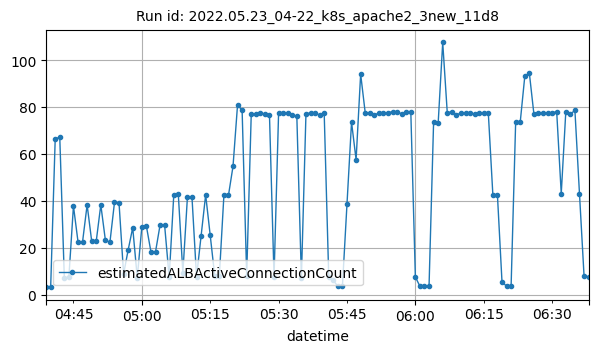 Run id: 2022.05.23_04-22_k8s_apache2_3new_11d8
100
80
60
40
20
0
estimatedALBActiveConnectionCount
04:45 05:00 05:15 05:30 05:45 06:00 06:15 06:30
datetime